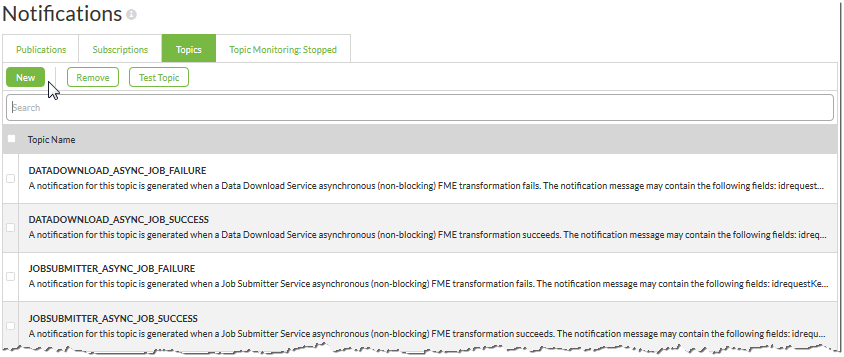 Notifications
Publications Subscriptions Topics Topic Monitoring: Stopped
New Remove Test Topic
Search
Topic Name
DATADOWNLOAD_ASYNC_JOB_FAILURE
A notification for this topic is generated when a Data Download Service asynchronous (non-blocking) FME transformation fails. The notification message may contain the following fields: idrequest...
DATADOWNLOAD_ASYNC_JOB_SUCCESS
A notification for this topic is generated when a Data Download Service asynchronous (non-blocking) FME transformation succeeds. The notification message may contain the following fields: idreq...
JOBSUBMITTER_ASYNC_JOB_FAILURE
A notification for this topic is generated when a Job Submitter Service asynchronous (non-blocking) FME transformation fails. The notification message may contain the following fields: idrequestKe...
JOBSUBMITTER_ASYNC_JOB_SUCCESS
A notification for this topic is generated when a Job Submitter Service asynchronous (non-blocking) FME transformation succeeds. The notification message may contain the following fields: idrequ...